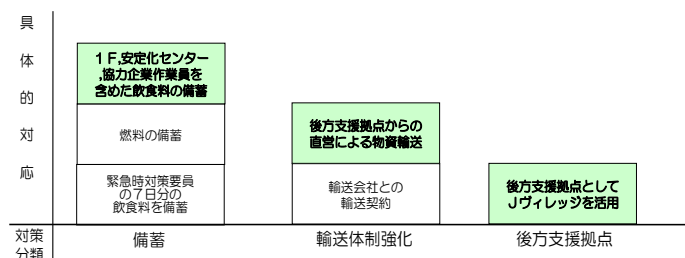 具
体
的
対
応
1F,安定化センター
,協力企業作業員を
含めた飲食料の備蓄
燃料の備蓄
緊急時対策要員
の7日分の
飲食料を備蓄
後方支援拠点からの
直営による物資輸送
輸送会社との
輸送契約
後方支援拠点として
Jヴィレッジを活用
対策
分類
備蓄
輸送体制強化
後方支援拠点